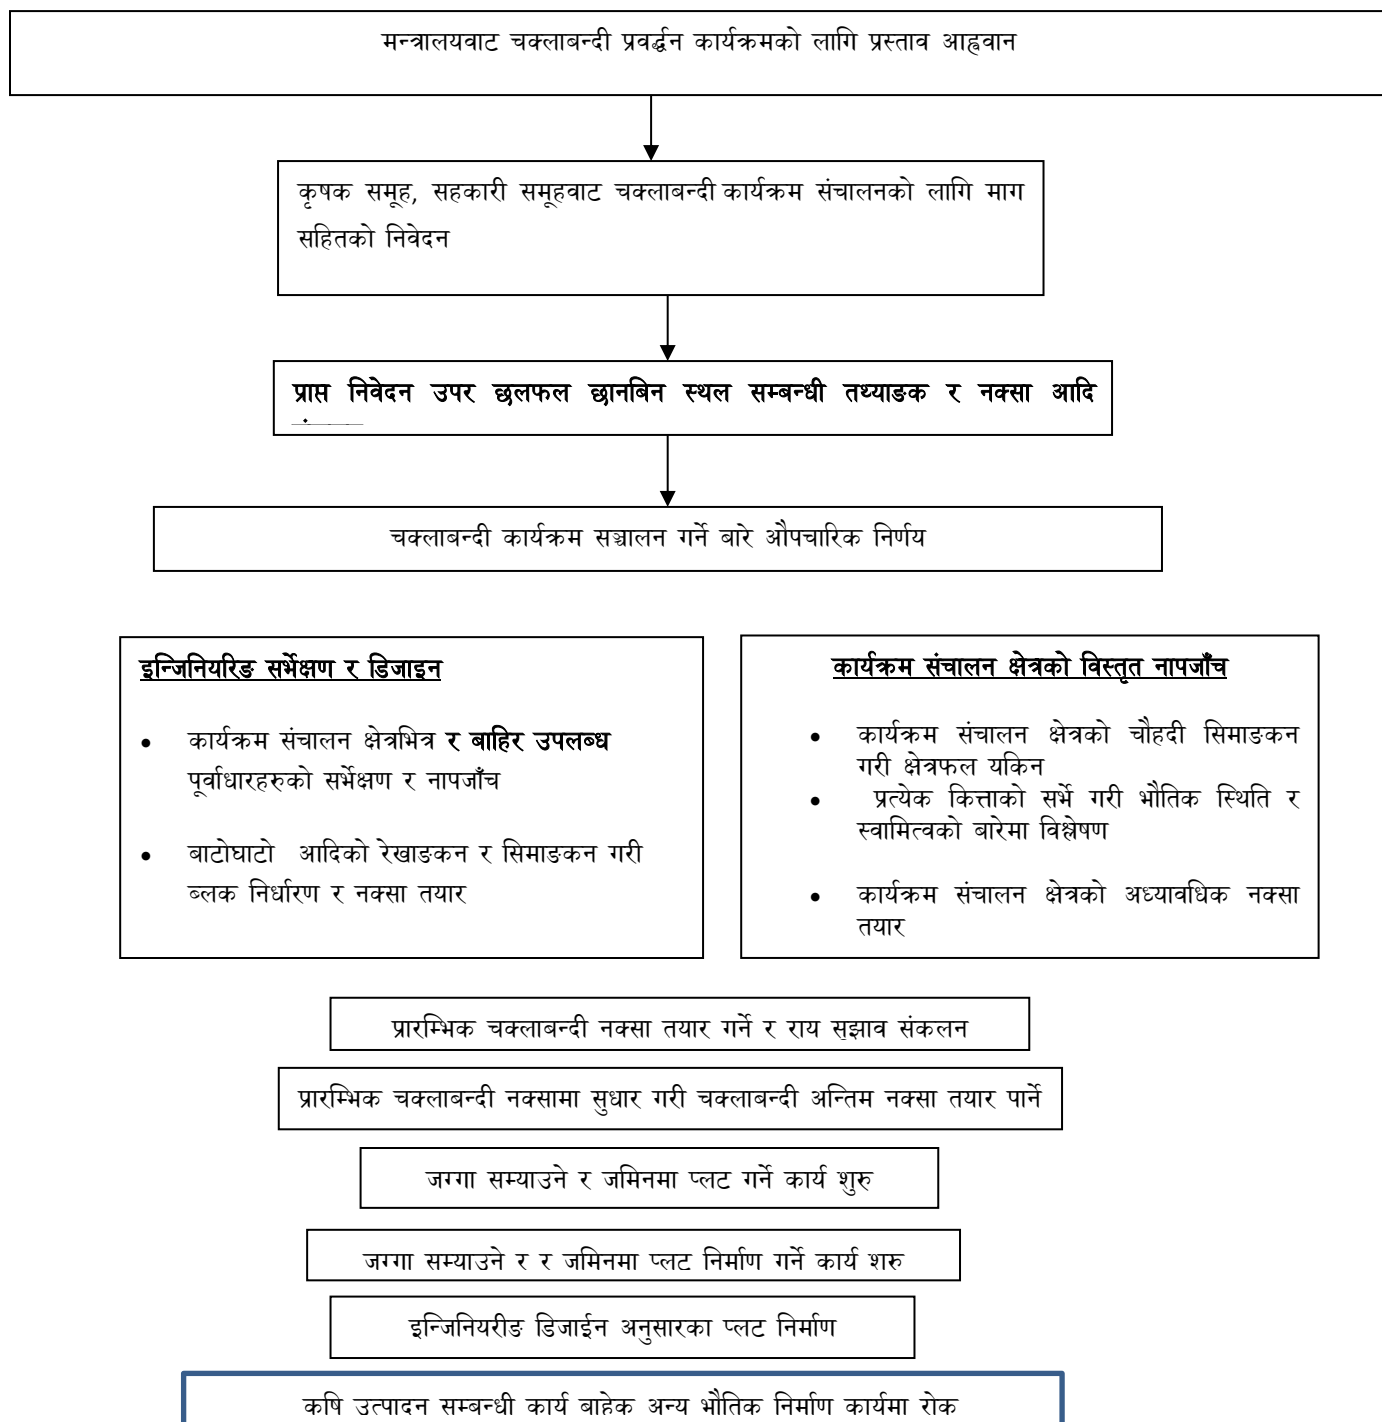 मन्त्रालयवाट चक्लाबन्दी प्रवर्द्धन कार्यक्रमको लागि प्रस्ताव आह्रवान
कृषक समूह, सहकारी समूहवाट चक्लाबन्दी कार्यक्रम संचालनको लागि माग
सहितको निवेदन
प्राप्त निवेदन उपर छलफल छानबिन स्थल सम्बन्धी तथ्याङक र नक्सा आदि
चक्लाबन्दी कार्यक्रम सञ्चालन गर्ने बारे औपचारिक निर्णय
इन्जिनियरिङ सर्भेक्षण र डिजाइन
• कार्यक्रम संचालन क्षेत्रभित्र र बाहिर उपलब्ध
पूर्वाधारहरुको सर्भेक्षण र नापजाँच
• बाटोघाटो आदिको रेखाङकन र सिमाङकन गरी
ब्लक निर्धारण र नक्सा तयार
कार्यक्रम संचालन क्षेत्रको विस्तृत नापजाँच
• कार्यक्रम संचालन क्षेत्रको चौहदी सिमाङकन
गरी क्षेत्रफल यकिन
• प्रत्येक कित्ताको सर्भे गरी भौतिक स्थिति र
स्वामित्वको बारेमा विश्लेषण
• कार्यक्रम संचालन क्षेत्रको अध्यावधिक नक्सा
तयार
प्रारम्भिक चक्लाबन्दी नक्सा तयार गर्ने र राय सुझाव संकलन
प्रारम्भिक चक्लाबन्दी नक्सामा सुधार गरी चक्लाबन्दी अन्तिम नक्सा तयार पार्ने
जग्गा सम्याउने र जमिनमा प्लट गर्ने कार्य शुरु
जग्गा सम्याउने र र जमिनमा प्लट निर्माण गर्ने कार्य शुरु
इन्जिनियरीङ डिजाईन अनुसारका प्लट निर्माण
कृषि उत्पादन सम्बन्धी कार्य बाहेक अन्य भौतिक निर्माण कार्यमा रोक